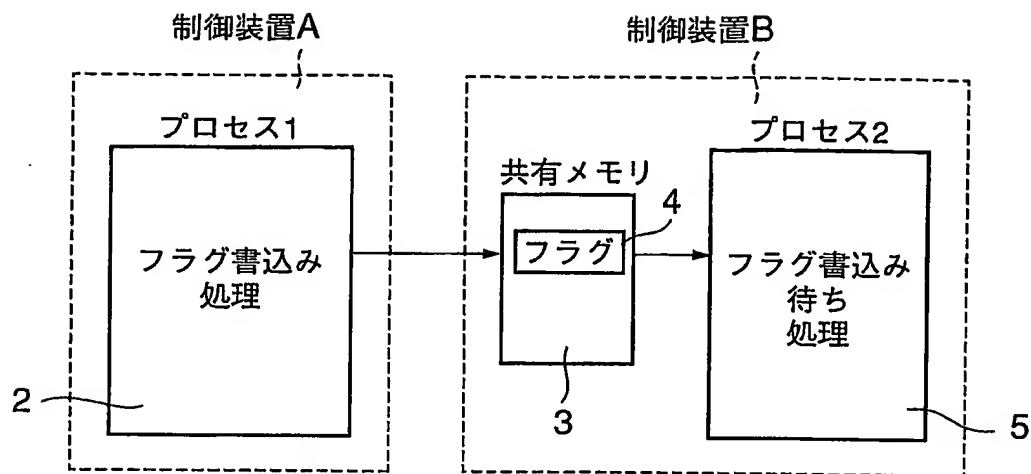 制御装置A
制御装置B
プロセス1
フラグ書込み
処理
2
共有メモリ
フラグ
4
3
プロセス2
フラグ書込み
待ち
処理
5